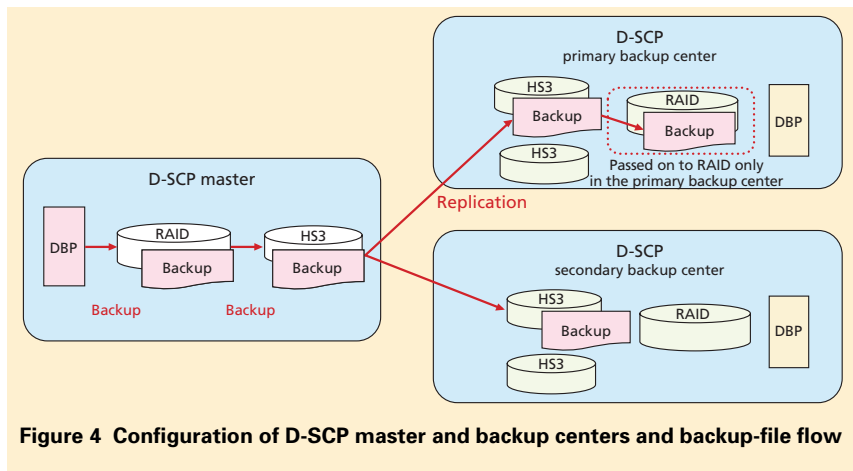 D-SCP
primary backup center
HS3
Backup
HS3
RAID
Backup
DBP
Passed on to RAID only
in the primary backup center
D-SCP master
DBP
RAID
Backup
HS3
Backup
Backup
Backup
Replication
D-SCP
secondary backup center
HS3
Backup
HS3
RAID
DBP
Figure 4 Configuration of D-SCP master and backup centers and backup-file flow